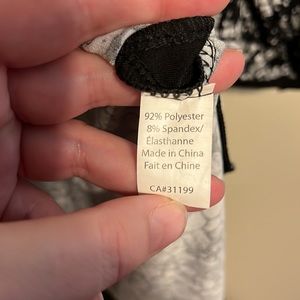 92% Polyester
8% Spandex/
Élasthanne
Made in China
Fait en Chine
CA#31199